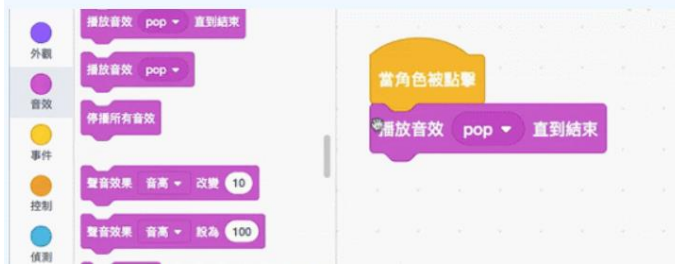 外觀
音效
事件
控制
偵測
播放音效 pop 直到結束
播放音效 pop
停播所有音效
聲音效果 音高 改變 10
聲音效果 音高 設為 100
當角色被點擊
播放音效 pop 直到結束